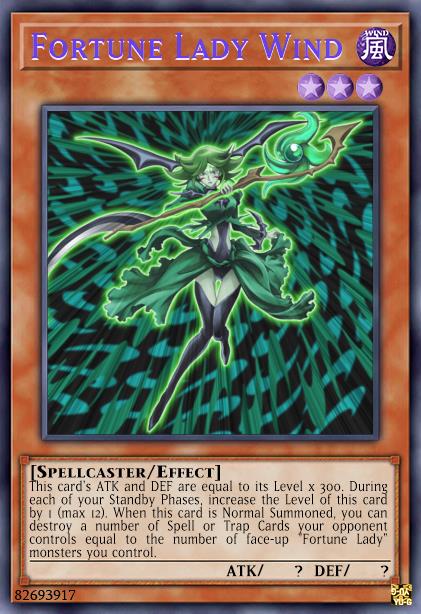 FORTUNE LADY WIND
WIND
風
[SPELLCASTER/EFFECT]
This card's ATK and DEF are equal to its Level x 300. During
each of your Standby Phases, increase the Level of this card
by 1 (max 12). When this card is Normal Summoned, you can
destroy a number of Spell or Trap Cards your opponent
controls equal to the number of face-up "Fortune Lady"
monsters you control.
ATK/ ? DEF/ ?
82693917